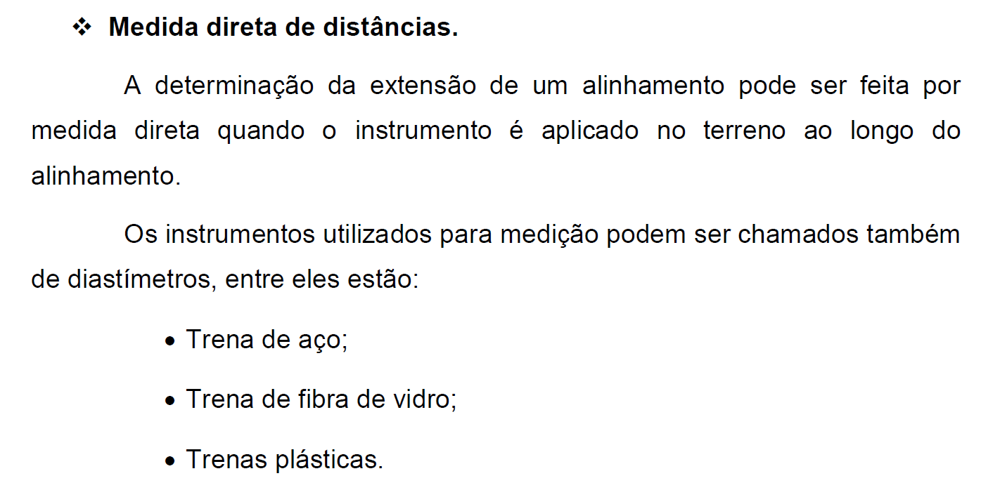 ❖ Medida direta de distâncias.
A determinação da extensão de um alinhamento pode ser feita por
medida direta quando o instrumento é aplicado no terreno ao longo do
alinhamento.
Os instrumentos utilizados para medição podem ser chamados também
de diastímetros, entre eles estão:
• Trena de aço;
• Trena de fibra de vidro;
• Trenas plásticas.